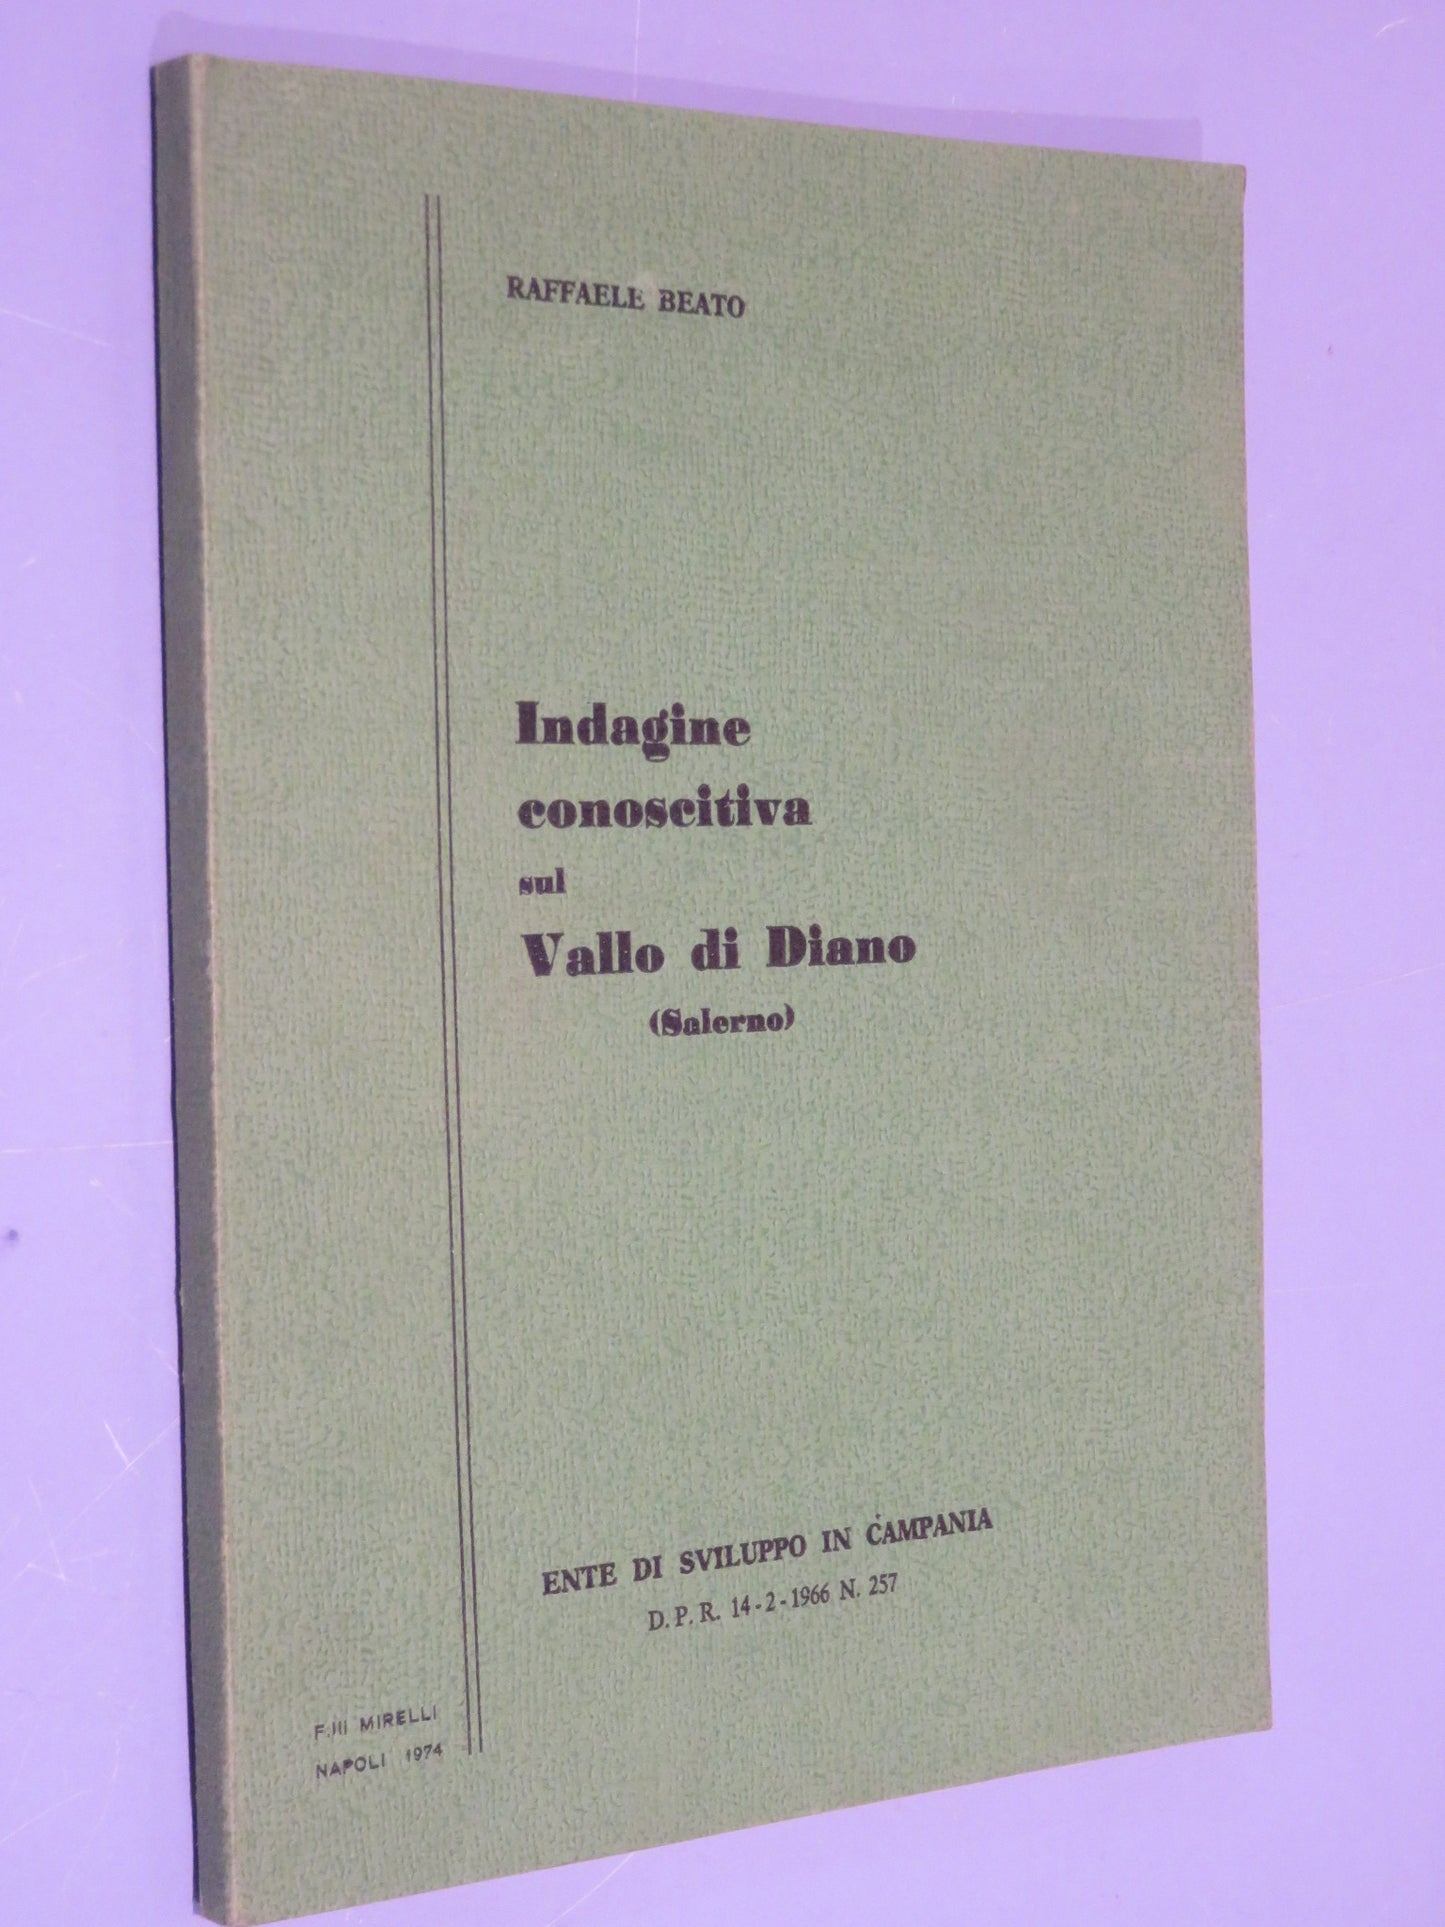 RAFFAELE BEATO
Indagine
conoscitiva
sul
Vallo di Diano
(Salerno)
ENTE DI SVILUPPO IN CAMPANIA
D. P. R. 14-2-1966 N. 257
F.lli MIRELLI
NAPOLI 1974